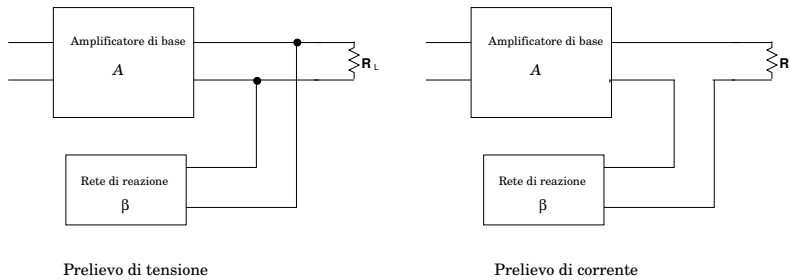 Amplificatore di base
A
R L
Rete di reazione
β
Prelievo di tensione
Amplificatore di base
A
R
Rete di reazione
β
Prelievo di corrente